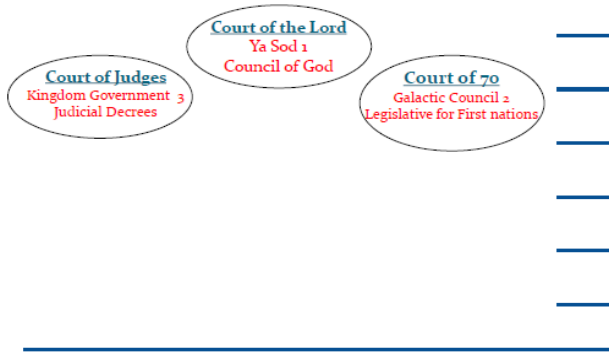 Court of the Lord
Ya Sod 1
Council of God
Court of Judges
Kingdom Government 3
Judicial Decrees
Court of 70
Galactic Council 2
Legislative for First nations